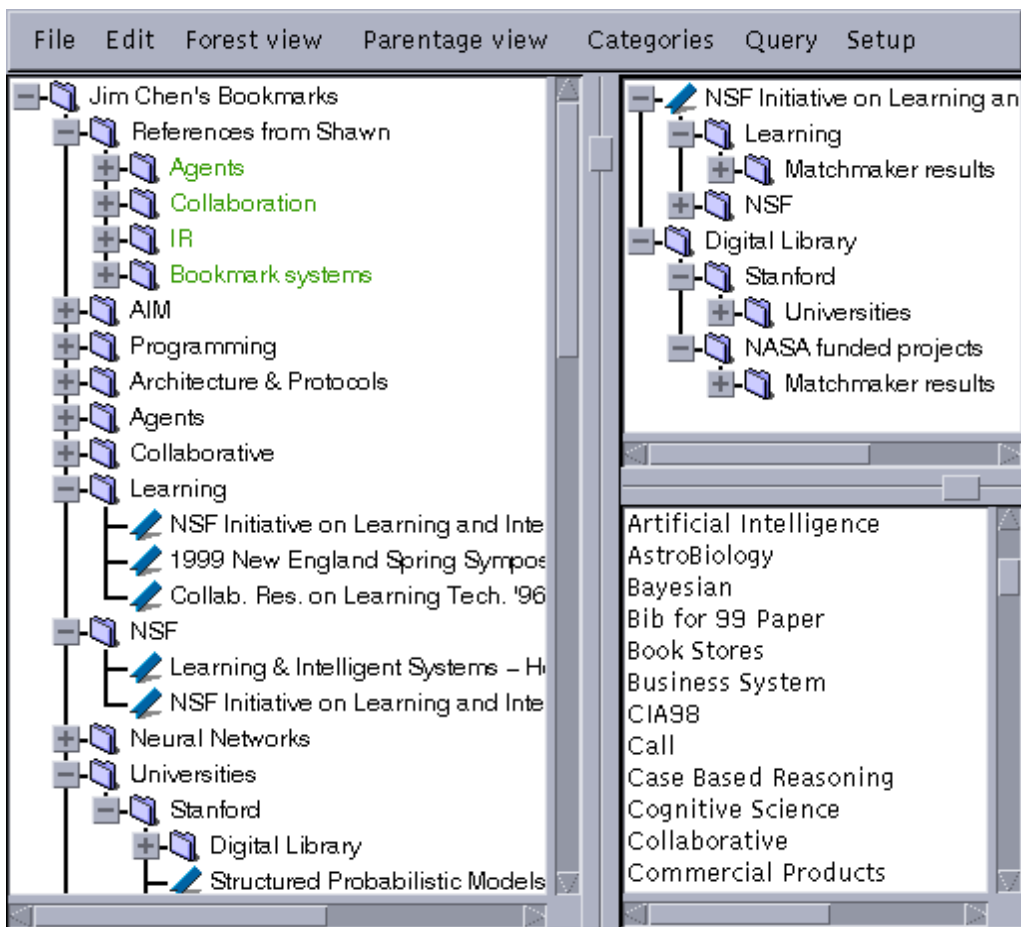 File Edit Forest view Parentage view Categories Query Setup
Jim Chen's Bookmarks
References from Shawn
Agents
Collaboration
IR
Bookmark systems
AIM
Programming
Architecture & Protocols
Agents
Collaborative
Learning
NSF Initiative on Learning and Inte
1999 New England Spring Sympos
Collab. Res. on Learning Tech. '96
NSF
Learning & Intelligent Systems – H
NSF Initiative on Learning and Inte
Neural Networks
Universities
Stanford
Digital Library
Structured Probabilistic Models
NSF Initiative on Learning an
Learning
Matchmaker results
NSF
Digital Library
Stanford
Universities
NASA funded projects
Matchmaker results
Artificial Intelligence
AstroBiology
Bayesian
Bib for 99 Paper
Book Stores
Business System
CIA98
Call
Case Based Reasoning
Cognitive Science
Collaborative
Commercial Products